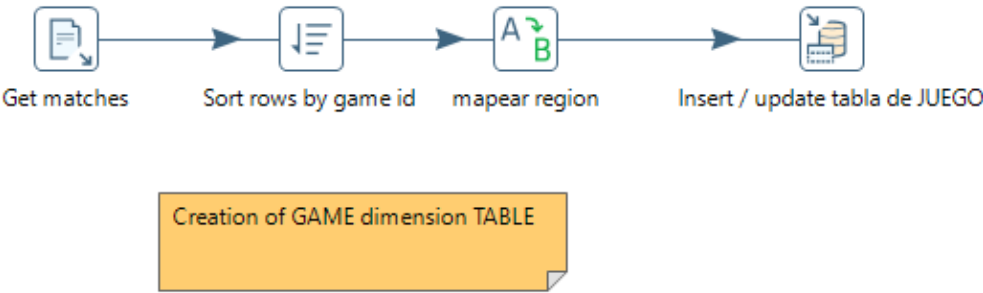 A
B
Get matches
Sort rows by game id
mapear region
Insert / update tabla de JUEGO
Creation of GAME dimension TABLE